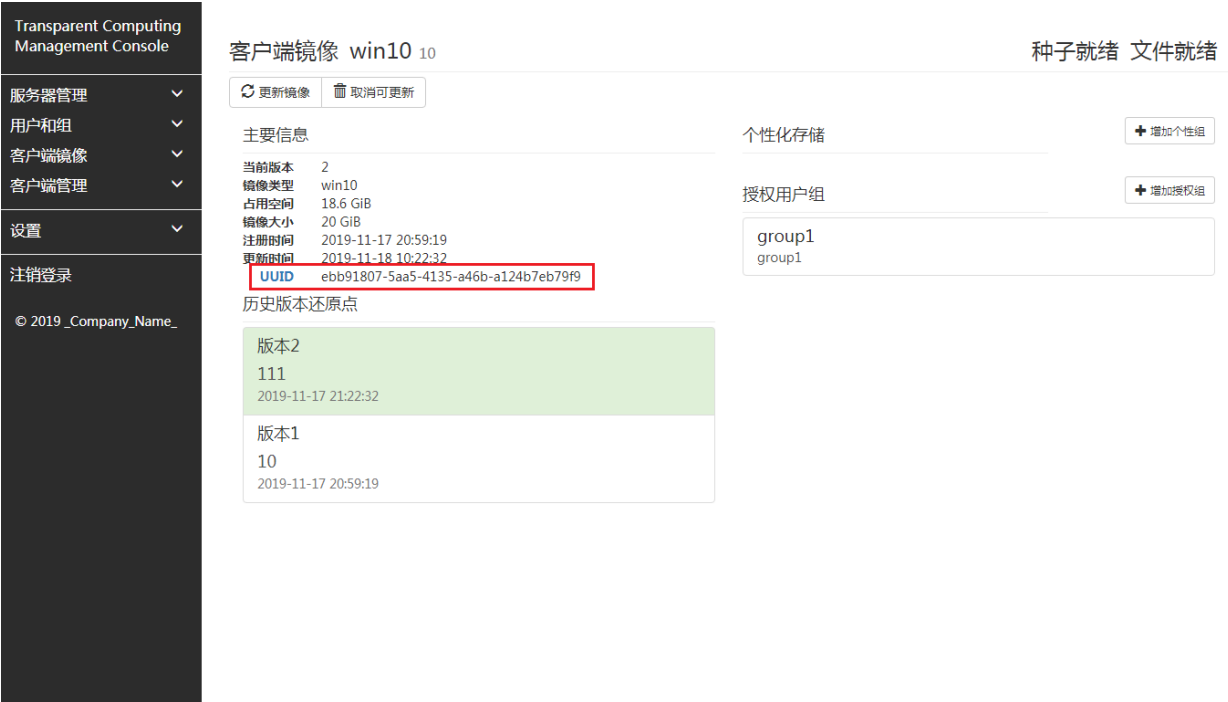 Transparent Computing
Management Console
服务器管理
用户和组
客户端镜像
客户端管理
设置
注销登录
© 2019 _Company_Name_
客户端镜像 win10 10
种子就绪 文件就绪
更新镜像 取消可更新
主要信息
当前版本 2
镜像类型 win10
占用空间 18.6 GiB
镜像大小 20 GiB
注册时间 2019-11-17 20:59:19
更新时间 2019-11-18 10:22:32
UUID ebb91807-5aa5-4135-a46b-a124b7eb79f9
历史版本还原点
版本2
111
2019-11-17 21:22:32
版本1
10
2019-11-17 20:59:19
个性化存储
增加个性组
授权用户组
增加授权组
group1
group1